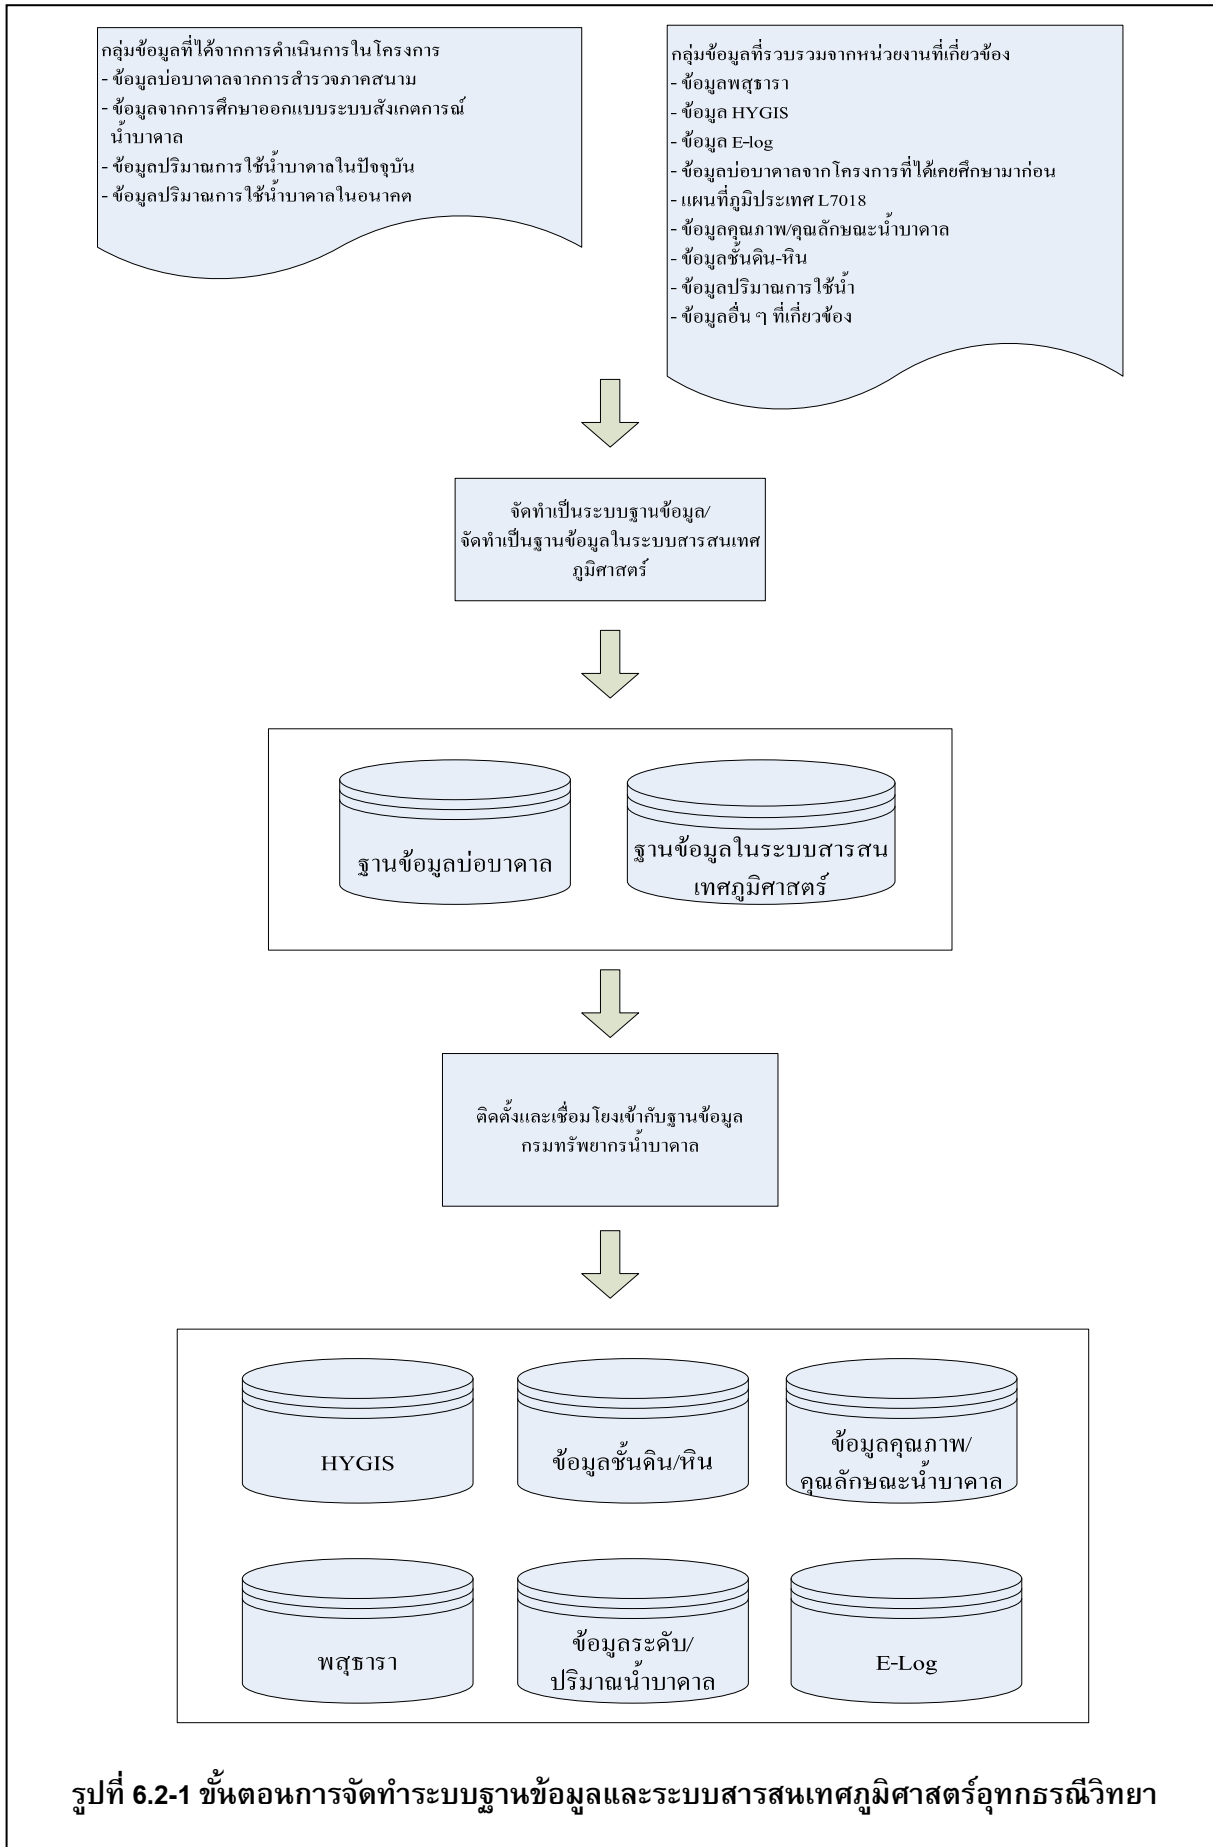 กลุ่มข้อมูลที่ได้จากการดำเนินการในโครงการ
- ข้อมูลบ่อบาดาลจากการสำรวจภาคสนาม
- ข้อมูลจากการศึกษาออกแบบระบบสังเกตการณ์
น้ำบาดาล
- ข้อมูลปริมาณการใช้น้ำบาดาลในปัจจุบัน
- ข้อมูลปริมาณการใช้น้ำบาดาลในอนาคต
กลุ่มข้อมูลที่รวบรวมจากหน่วยงานที่เกี่ยวข้อง
- ข้อมูลพสุธารา
- ข้อมูล HYGIS
- ข้อมูล E-log
- ข้อมูลบ่อบาดาลจากโครงการที่ได้เคยศึกษามาก่อน
- แผนที่ภูมิประเทศ L7018
- ข้อมูลคุณภาพ/คุณลักษณะน้ำบาดาล
- ข้อมูลชั้นดิน-หิน
- ข้อมูลปริมาณการใช้น้ำ
- ข้อมูลอื่น ๆ ที่เกี่ยวข้อง
จัดทำเป็นระบบฐานข้อมูล/
จัดทำเป็นฐานข้อมูลในระบบสารสนเทศ
ภูมิศาสตร์
ฐานข้อมูลบ่อบาดาล
ฐานข้อมูลในระบบสารสน
เทศภูมิศาสตร์
ติดตั้งและเชื่อมโยงเข้ากับฐานข้อมูล
กรมทรัพยากรน้ำบาดาล
HYGIS
ข้อมูลชั้นดิน/หิน
ข้อมูลคุณภาพ/
คุณลักษณะน้ำบาดาล
พสุธารา
ข้อมูลระดับ/
ปริมาณน้ำบาดาล
E-Log
รูปที่ 6.2-1 ขั้นตอนการจัดทำระบบฐานข้อมูลและระบบสารสนเทศภูมิศาสตร์อุทกธรณีวิทยา